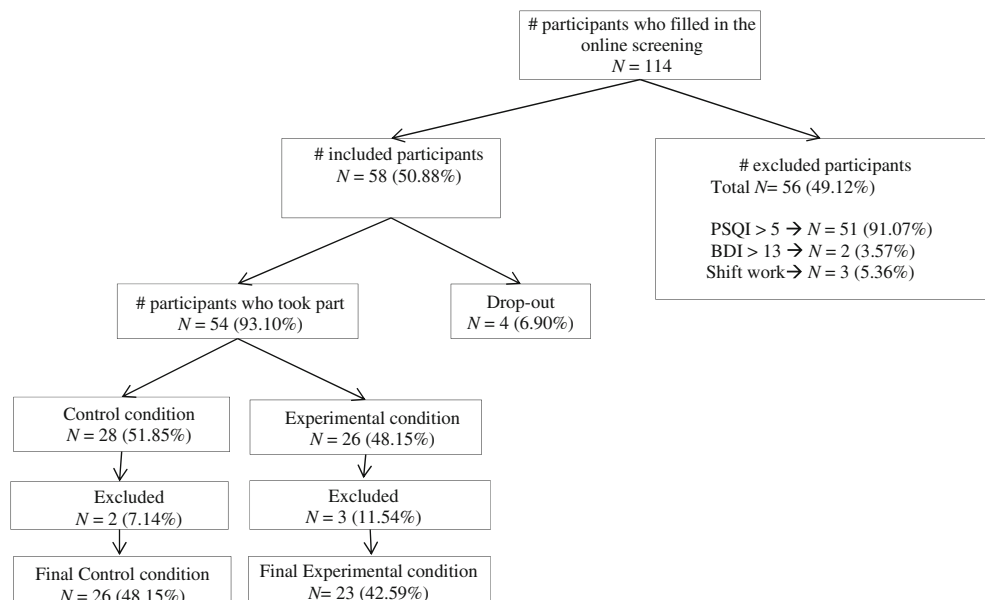 # participants who filled in the
online screening
N = 114
# included participants
N = 58 (50.88%)
# excluded participants
Total N= 56 (49.12%)
PSQI > 5 → N = 51 (91.07%)
BDI > 13 → N = 2 (3.57%)
Shift work→ N = 3 (5.36%)
# participants who took part
N = 54 (93.10%)
Drop-out
N = 4 (6.90%)
Control condition
N = 28 (51.85%)
Experimental condition
N = 26 (48.15%)
Excluded
N = 2 (7.14%)
Excluded
N = 3 (11.54%)
Final Control condition
N = 26 (48.15%)
Final Experimental condition
N= 23 (42.59%)